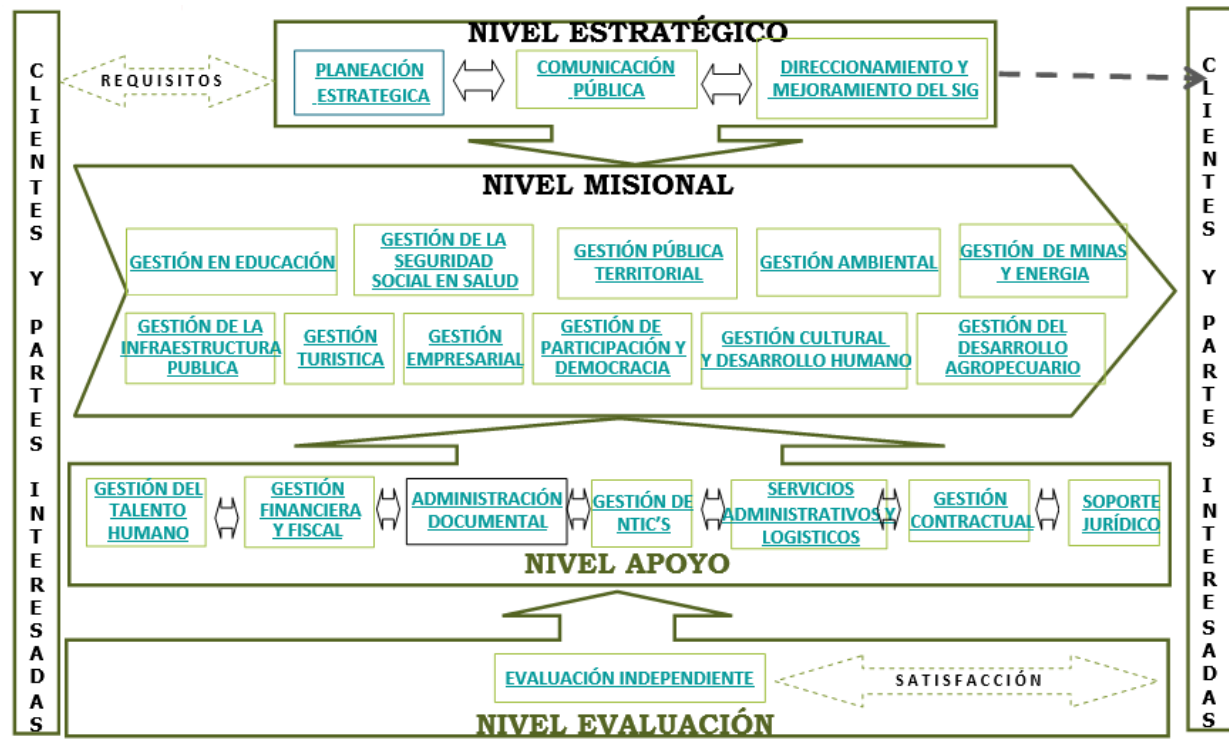 CLIENTES Y PARTES INTERESADAS
NIVEL ESTRATÉGICO
REQUISITOS
PLANEACIÓN
ESTRATEGICA
COMUNICACIÓN
PÚBLICA
DIRECCIONAMIENTO Y
MEJORAMIENTO DEL SIG
NIVEL MISIONAL
GESTIÓN EN EDUCACIÓN
GESTIÓN DE LA
SEGURIDAD
SOCIAL EN SALUD
GESTIÓN PÚBLICA
TERRITORIAL
GESTIÓN AMBIENTAL
GESTIÓN DE MINAS
Y ENERGIA
GESTIÓN DE LA
INFRAESTRUCTURA
PUBLICA
GESTIÓN
TURISTICA
GESTIÓN
EMPRESARIAL
GESTIÓN DE
PARTICIPACIÓN Y
DEMOCRACIA
GESTIÓN CULTURAL
Y DESARROLLO HUMANO
GESTIÓN DEL
DESARROLLO
AGROPECUARIO
GESTIÓN DEL
TALENTO
HUMANO
GESTIÓN
FINANCIERA
Y FISCAL
ADMINISTRACIÓN
DOCUMENTAL
GESTIÓN DE
NTIC'S
SERVICIOS
ADMINISTRATIVOS Y
LOGISTICOS
GESTIÓN
CONTRACTUAL
SOPORTE
JURÍDICO
NIVEL APOYO
EVALUACIÓN INDEPENDIENTE
SATISFACCIÓN
NIVEL EVALUACIÓN
CLIENTES Y PARTES INTERESADAS